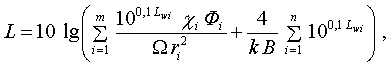 L = 10 lg( ∑_{i=1}^{m} (10^{0,1 L_{wi}} χ_i Φ_i) / (Ω r_i^2) + (4 / (k B)) ∑_{i=1}^{n} 10^{0,1 L_{wi}} ) ,